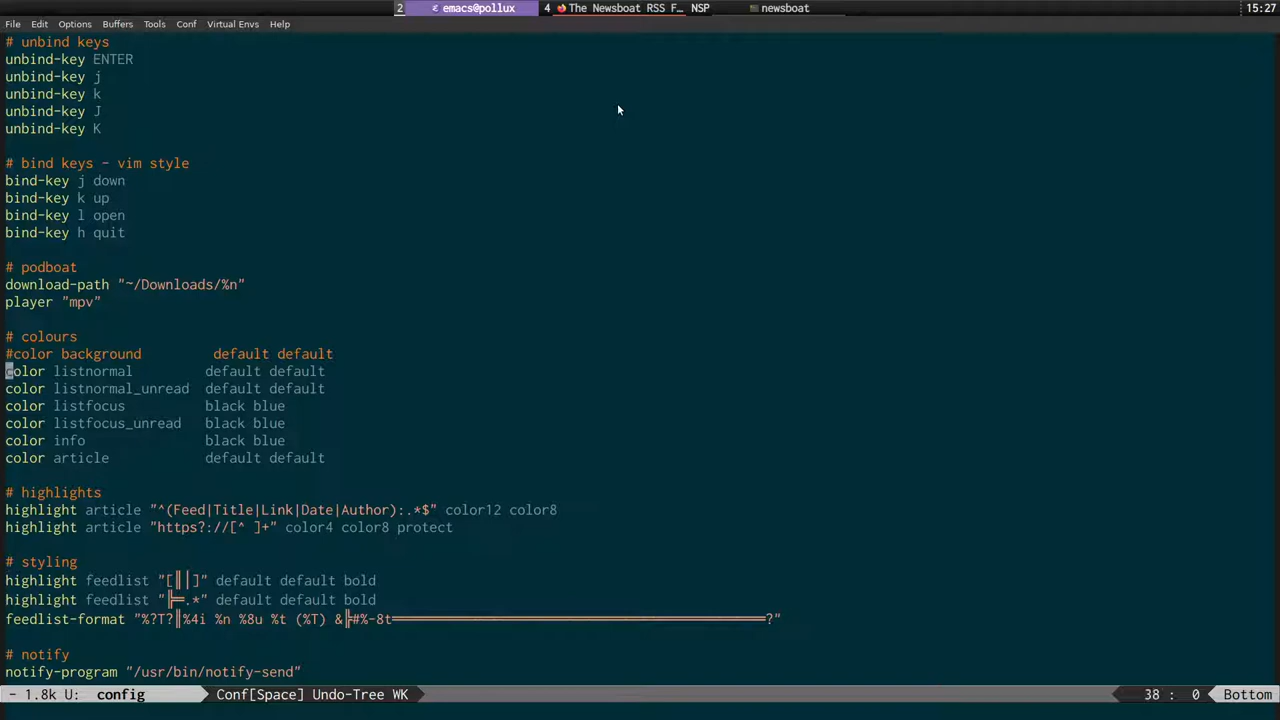 2 emacs@pollux 4 The Newsboat RSS F… NSP newsboat 15:27
File Edit Options Buffers Tools Conf Virtual Envs Help
# unbind keys
unbind-key ENTER
unbind-key j
unbind-key k
unbind-key J
unbind-key K
# bind keys - vim style
bind-key j down
bind-key k up
bind-key l open
bind-key h quit
# podboat
download-path "~/Downloads/%n"
player "mpv"
# colours
#color background default default
color listnormal default default
color listnormal_unread default default
color listfocus black blue
color listfocus_unread black blue
color info black blue
color article default default
# highlights
highlight article "^(Feed|Title|Link|Date|Author):.*$" color12 color8
highlight article "https?://[^ ]+" color4 color8 protect
# styling
highlight feedlist "[║│]" default default bold
highlight feedlist "╠═.*" default default bold
feedlist-format "%?T?║%4i %n %8u %t (%T) &╠#%-8t═══════════════════════════════════════════════?"
# notify
notify-program "/usr/bin/notify-send"
- 1.8k U: config Conf[Space] Undo-Tree WK 38 : 0 Bottom